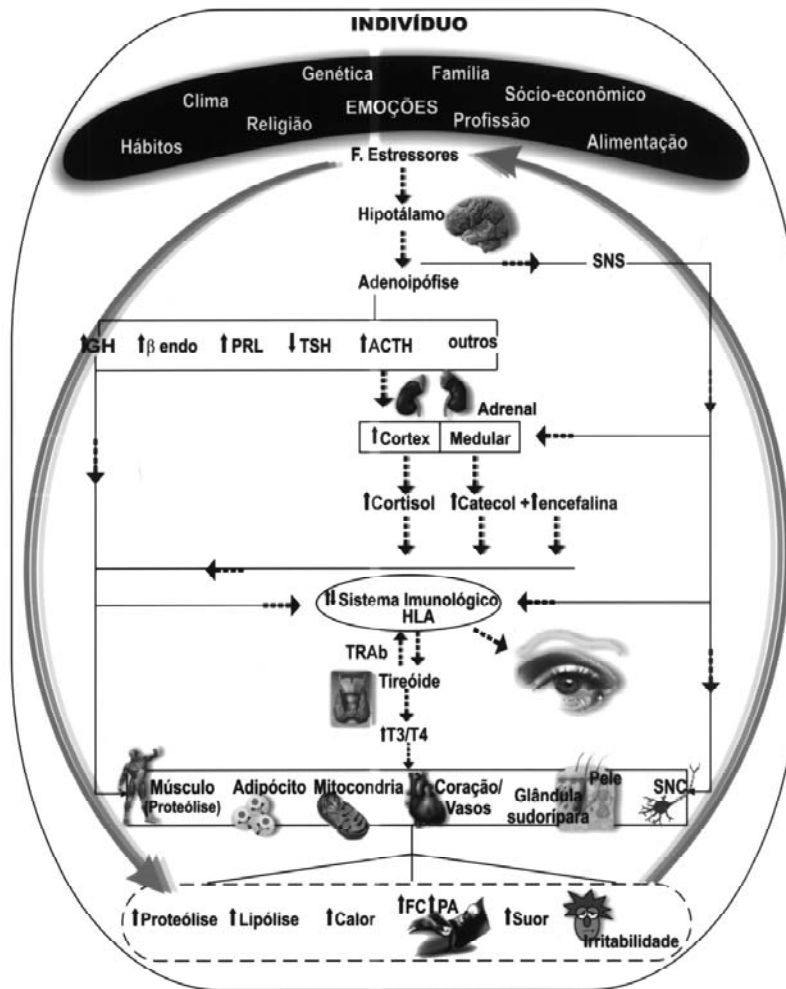 INDIVÍDUO
Genética
Família
Clima
Sócio-econômico
EMOÇÕES
Religião
Profissão
Hábitos
Alimentação
F. Estressores
Hipotálamo
SNS
Adenoipófise
↑GH ↑β endo ↑PRL ↓TSH ↑ACTH outros
Adrenal
↑Cortex Medular
↑Cortisol ↑Catecol +↑encefalina
↑↓Sistema Imunológico
HLA
TRAb
Tireóide
↑T3/T4
Músculo
(Proteólise)
Adipócito
Mitocondria
Coração/
Vasos
Glândula
sudorípara
Pele
SNC
↑Proteólise ↑Lipólise ↑Calor ↑FC↑PA ↑Suor
Irritabilidade